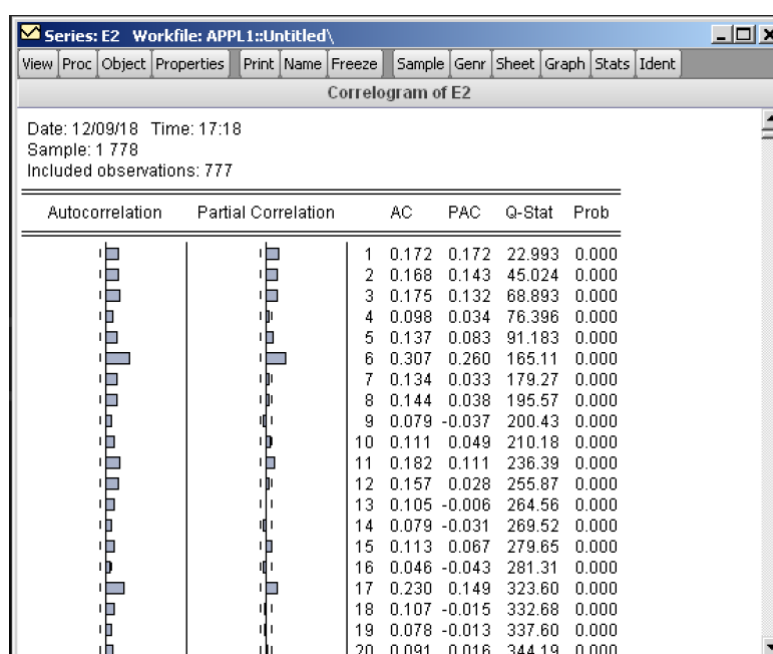 Series: E2 Workfile: APPL1::Untitled\
View Proc Object Properties Print Name Freeze Sample Genr Sheet Graph Stats Ident
Correlogram of E2
Date: 12/09/18 Time: 17:18
Sample: 1 778
Included observations: 777
Autocorrelation Partial Correlation AC PAC Q-Stat Prob
1 0.172 0.172 22.993 0.000
2 0.168 0.143 45.024 0.000
3 0.175 0.132 68.893 0.000
4 0.098 0.034 76.396 0.000
5 0.137 0.083 91.183 0.000
6 0.307 0.260 165.11 0.000
7 0.134 0.033 179.27 0.000
8 0.144 0.038 195.57 0.000
9 0.079 -0.037 200.43 0.000
10 0.111 0.049 210.18 0.000
11 0.182 0.111 236.39 0.000
12 0.157 0.028 255.87 0.000
13 0.105 -0.006 264.56 0.000
14 0.079 -0.031 269.52 0.000
15 0.113 0.067 279.65 0.000
16 0.046 -0.043 281.31 0.000
17 0.230 0.149 323.60 0.000
18 0.107 -0.015 332.68 0.000
19 0.078 -0.013 337.60 0.000
20 0.091 0.016 344.19 0.000